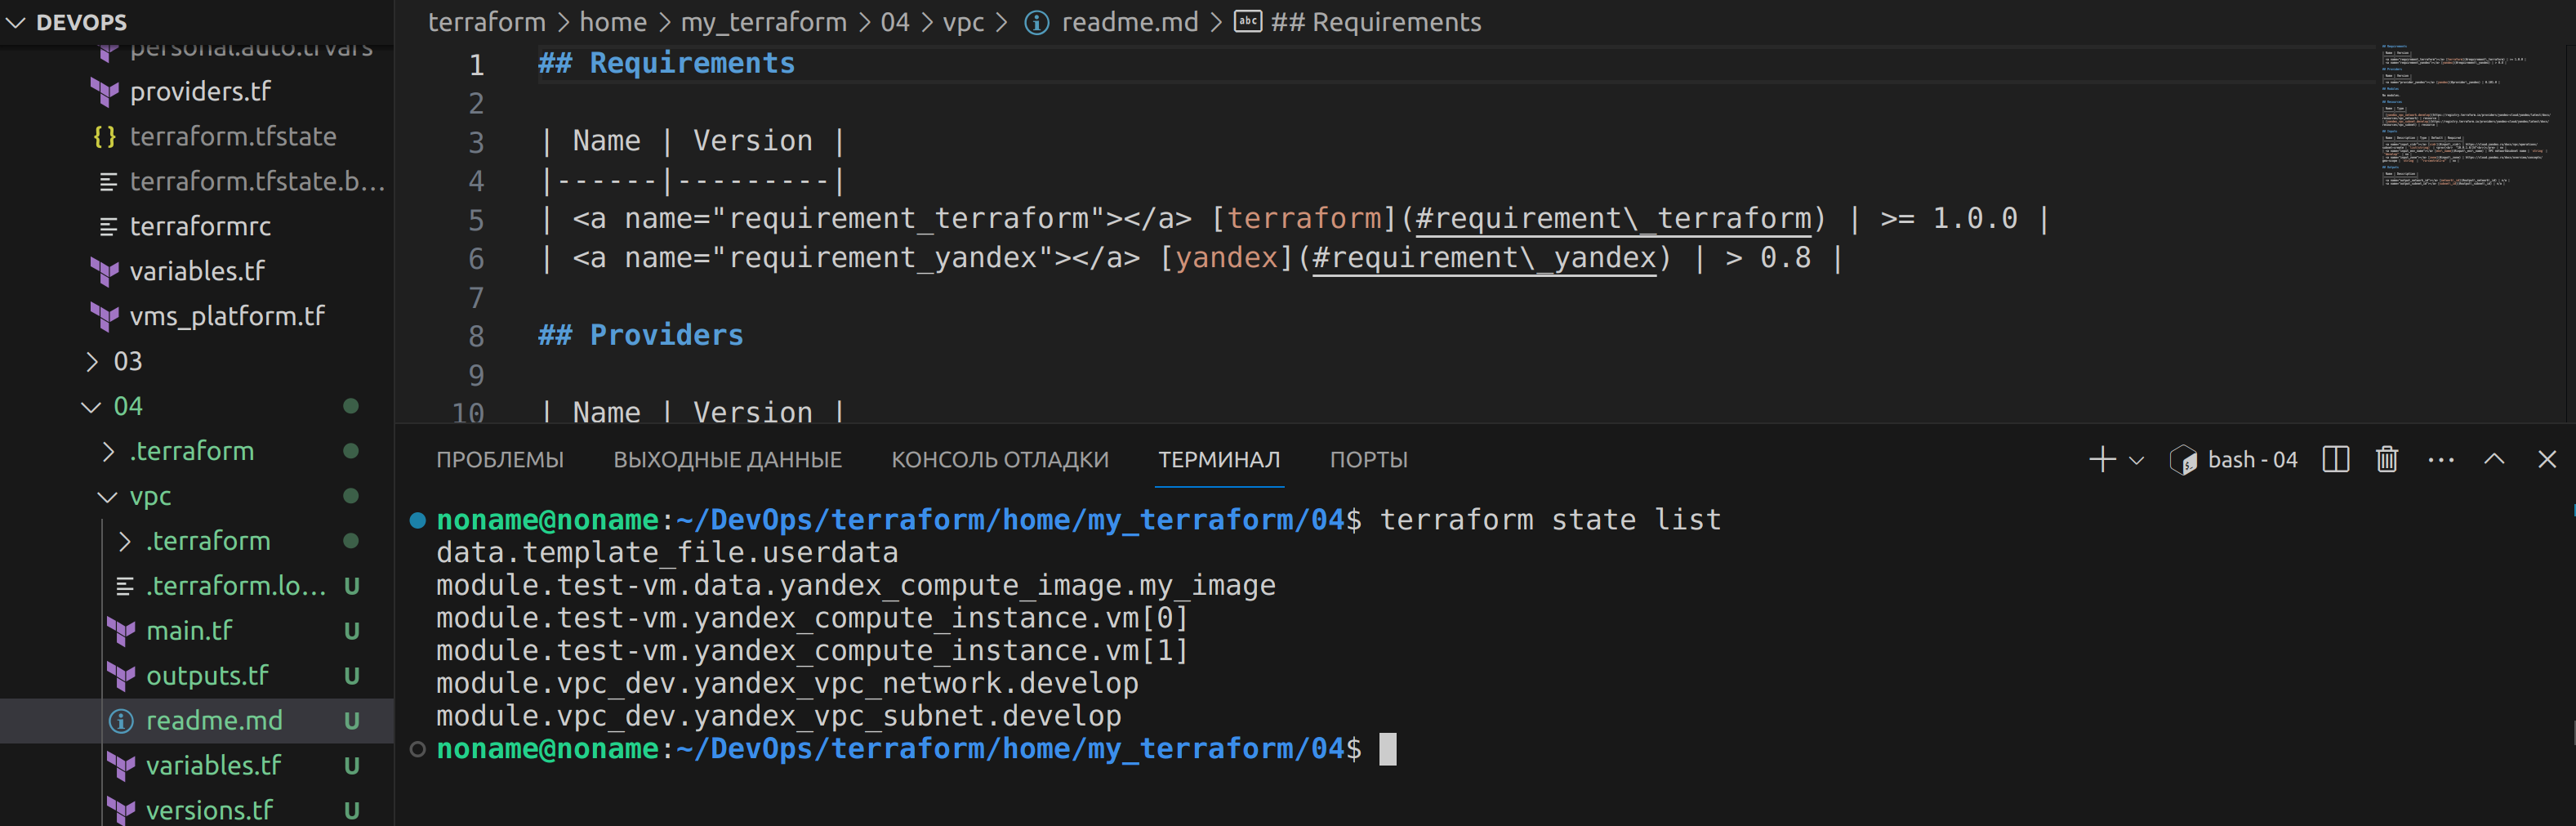 DEVOPS
personal.auto.tfvars
providers.tf
terraform.tfstate
terraform.tfstate.b...
terraformrc
variables.tf
vms_platform.tf
03
04
.terraform
vpc
.terraform
.terraform.lo... U
main.tf U
outputs.tf U
readme.md U
variables.tf U
versions.tf U
terraform > home > my_terraform > 04 > vpc > readme.md > ## Requirements
1 ## Requirements
2
3 | Name | Version |
4 |------|---------|
5 | <a name="requirement_terraform"></a> [terraform](#requirement\_terraform) | >= 1.0.0 |
6 | <a name="requirement_yandex"></a> [yandex](#requirement\_yandex) | > 0.8 |
7
8 ## Providers
9
10 | Name | Version |
ПРОБЛЕМЫ ВЫХОДНЫЕ ДАННЫЕ КОНСОЛЬ ОТЛАДКИ ТЕРМИНАЛ ПОРТЫ bash - 04
noname@noname:~/DevOps/terraform/home/my_terraform/04$ terraform state list
data.template_file.userdata
module.test-vm.data.yandex_compute_image.my_image
module.test-vm.yandex_compute_instance.vm[0]
module.test-vm.yandex_compute_instance.vm[1]
module.vpc_dev.yandex_vpc_network.develop
module.vpc_dev.yandex_vpc_subnet.develop
noname@noname:~/DevOps/terraform/home/my_terraform/04$